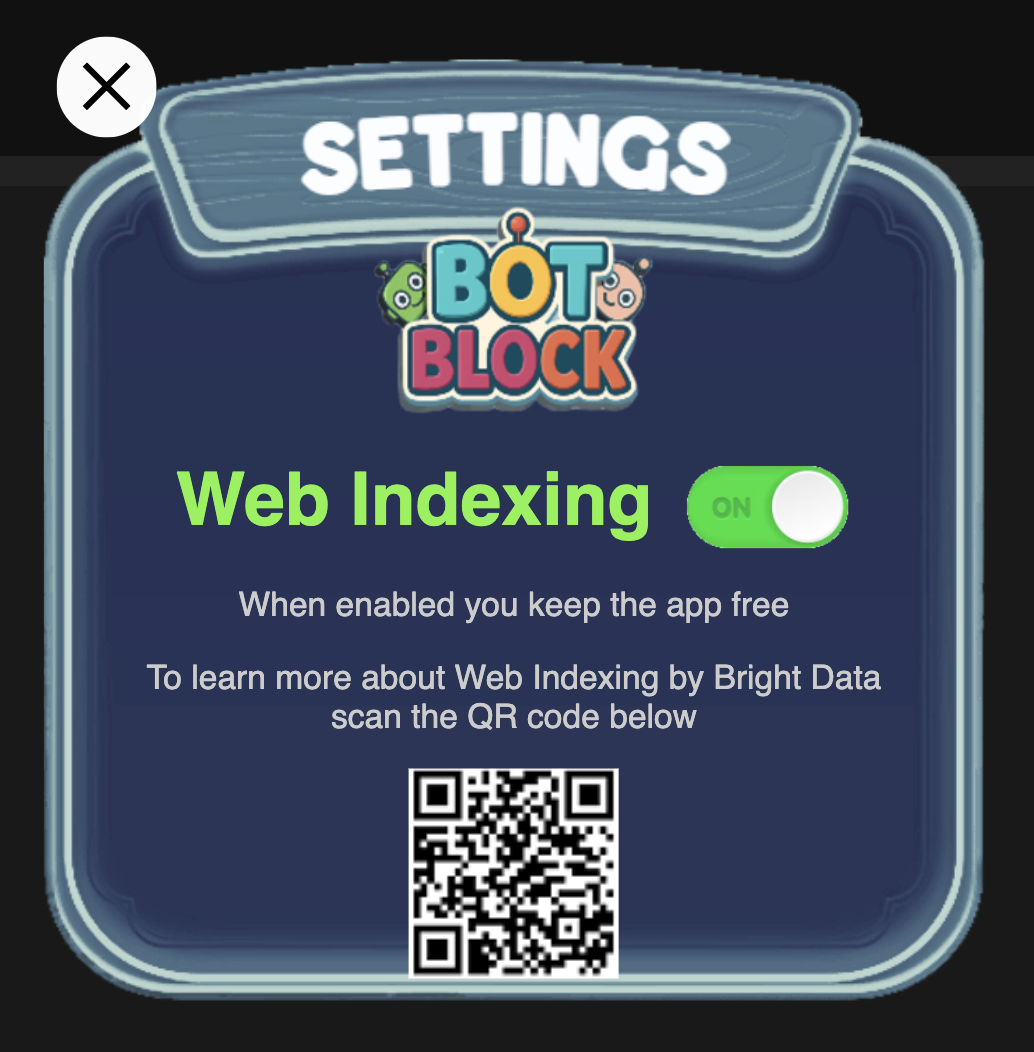 SETTINGS
BOT
BLOCK
Web Indexing ON
When enabled you keep the app free
To learn more about Web Indexing by Bright Data
scan the QR code below